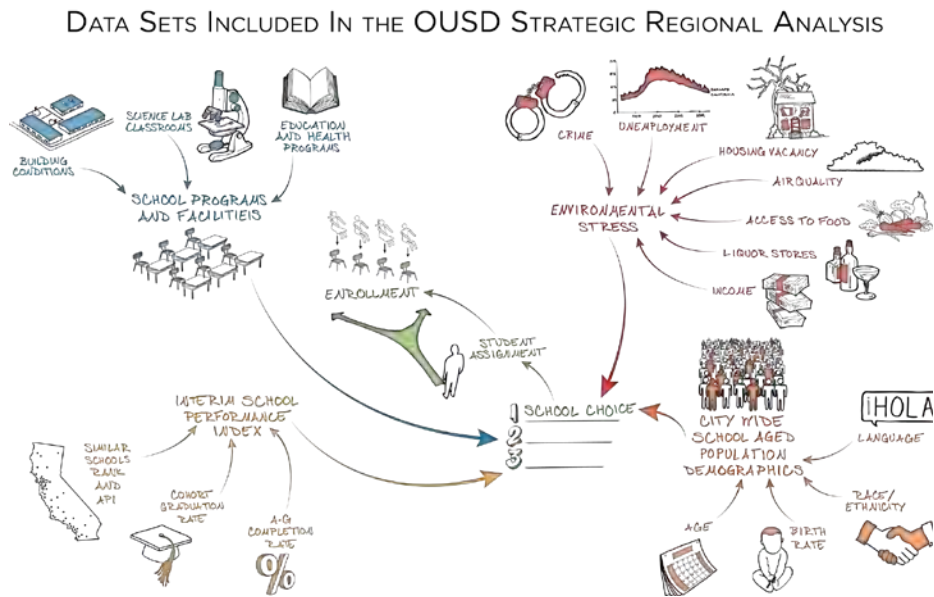 DATA SETS INCLUDED IN THE OUSD STRATEGIC REGIONAL ANALYSIS
BUILDING
CONDITIONS
SCIENCE LAB
CLASSROOMS
EDUCATION
AND HEALTH
PROGRAMS
SCHOOL PROGRAMS
AND FACILITIEIS
CRIME
UNEMPLOYMENT
HOUSING VACANCY
AIR QUALITY
ACCESS TO FOOD
LIQUOR STORES
INCOME
ENVIRONMENTAL
STRESS
ENROLLMENT
STUDENT
ASSIGNMENT
1 SCHOOL CHOICE
2
3
INTERIM SCHOOL
PERFORMANCE
INDEX
SIMILAR
SCHOOLS
RANK
AND
API
COHORT
GRADUATION
RATE
A-G
COMPLETION
RATE
%
CITY WIDE
SCHOOL AGED
POPULATION
DEMOGRAPHICS
¡HOLA
LANGUAGE
RACE/
ETHNICITY
BIRTH
RATE
AGE